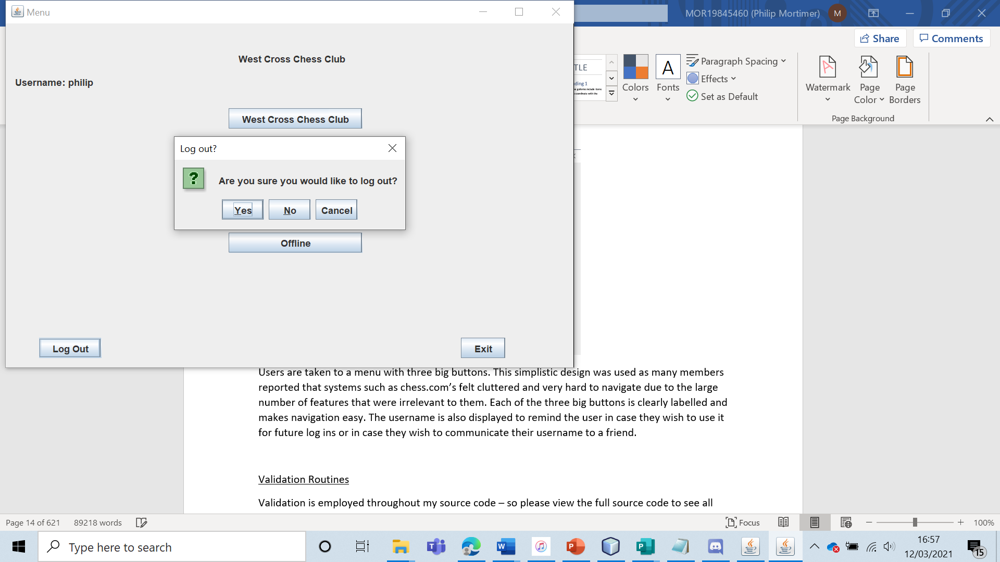 Menu
MOR19845460 (Philip Mortimer)
M
Share
Comments
West Cross Chess Club
Username: philip
West Cross Chess Club
Log out?
Are you sure you would like to log out?
Yes
No
Cancel
Offline
Log Out
Exit
TLE
ding 1
Colors
Fonts
Paragraph Spacing
Effects
Set as Default
Watermark
Page Color
Page Borders
Page Background
Users are taken to a menu with three big buttons. This simplistic design was used as many members
reported that systems such as chess.com’s felt cluttered and very hard to navigate due to the large
number of features that were irrelevant to them. Each of the three big buttons is clearly labelled and
makes navigation easy. The username is also displayed to remind the user in case they wish to use it
for future log ins or in case they wish to communicate their username to a friend.
Validation Routines
Validation is employed throughout my source code – so please view the full source code to see all
Page 14 of 621
89218 words
Focus
100%
Type here to search
16:57
12/03/2021
15